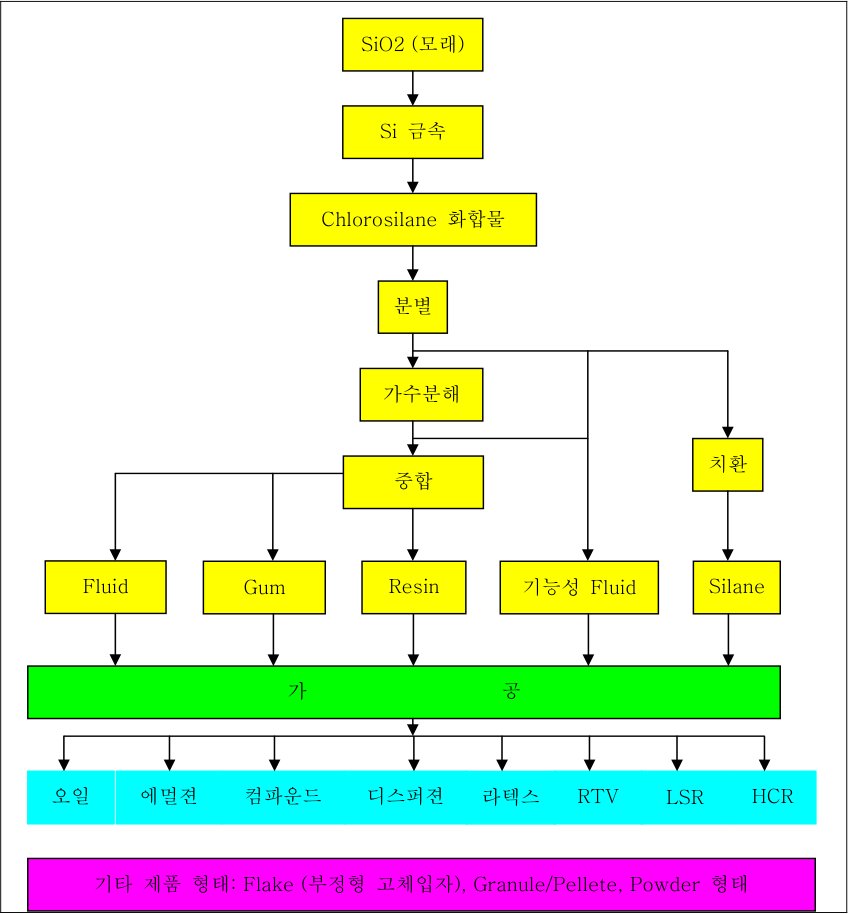 SiO2 (모래)
Si 금속
Chlorosilane 화합물
분별
가수분해
치환
중합
Fluid Gum Resin 기능성 Fluid Silane
가 공
오일 에멀젼 컴파운드 디스퍼젼 라텍스 RTV LSR HCR
기타 제품 형태: Flake (부정형 고체입자), Granule/Pellete, Powder 형태